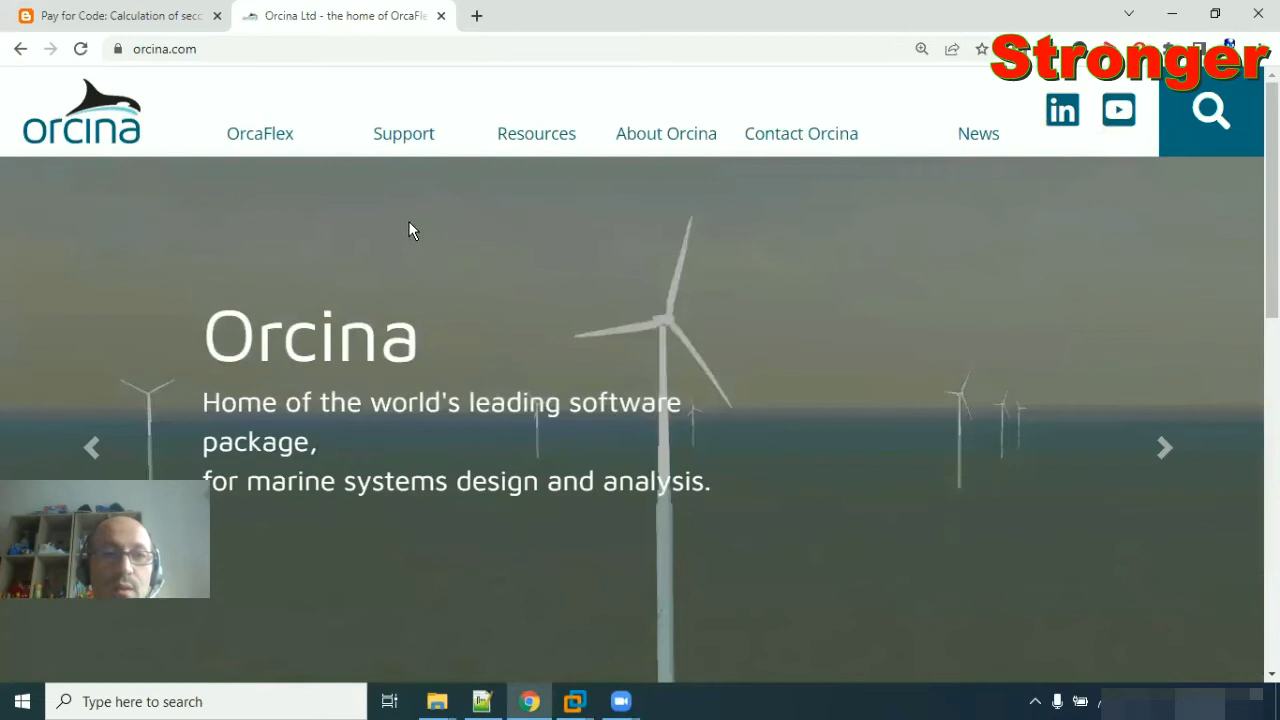 Pay for Code: Calculation of secc
Orcina Ltd - the home of OrcaFle
orcina.com
Stronger
orcina
OrcaFlex
Support
Resources
About Orcina
Contact Orcina
News
Orcina
Home of the world's leading software
package,
for marine systems design and analysis.
Type here to search